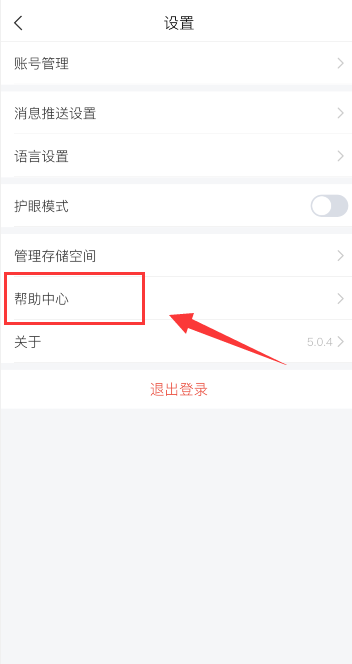 设置
账号管理
消息推送设置
语言设置
护眼模式
管理存储空间
帮助中心
关于 5.0.4
退出登录